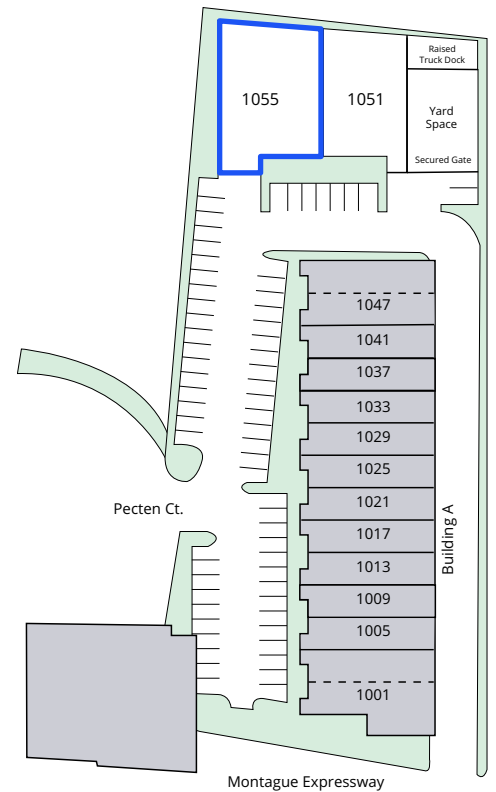 Raised
Truck Dock
1055
1051
Yard
Space
Secured Gate
1047
1041
1037
1033
1029
1025
1021
1017
1013
1009
1005
1001
Pecten Ct.
Building A
Montague Expressway